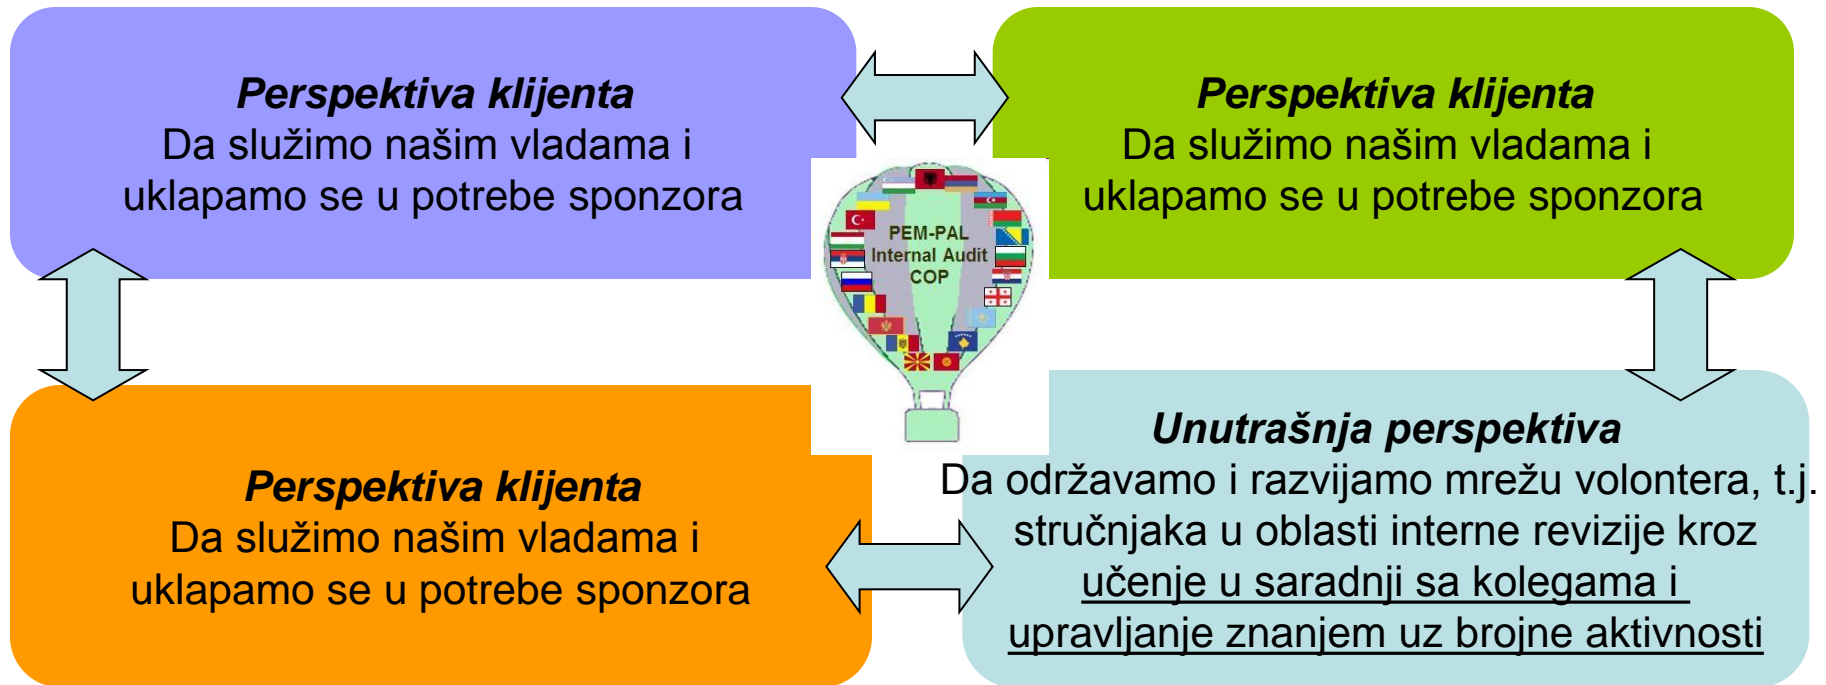 Perspektiva klijenta
Da služimo našim vladama i
uklapamo se u potrebe sponzora
Perspektiva klijenta
Da služimo našim vladama i
uklapamo se u potrebe sponzora
PEM-PAL
Internal Audit
COP
Perspektiva klijenta
Da služimo našim vladama i
uklapamo se u potrebe sponzora
Unutrašnja perspektiva
Da održavamo i razvijamo mrežu volontera, t.j.
stručnjaka u oblasti interne revizije kroz
učenje u saradnji sa kolegama i
upravljanje znanjem uz brojne aktivnosti